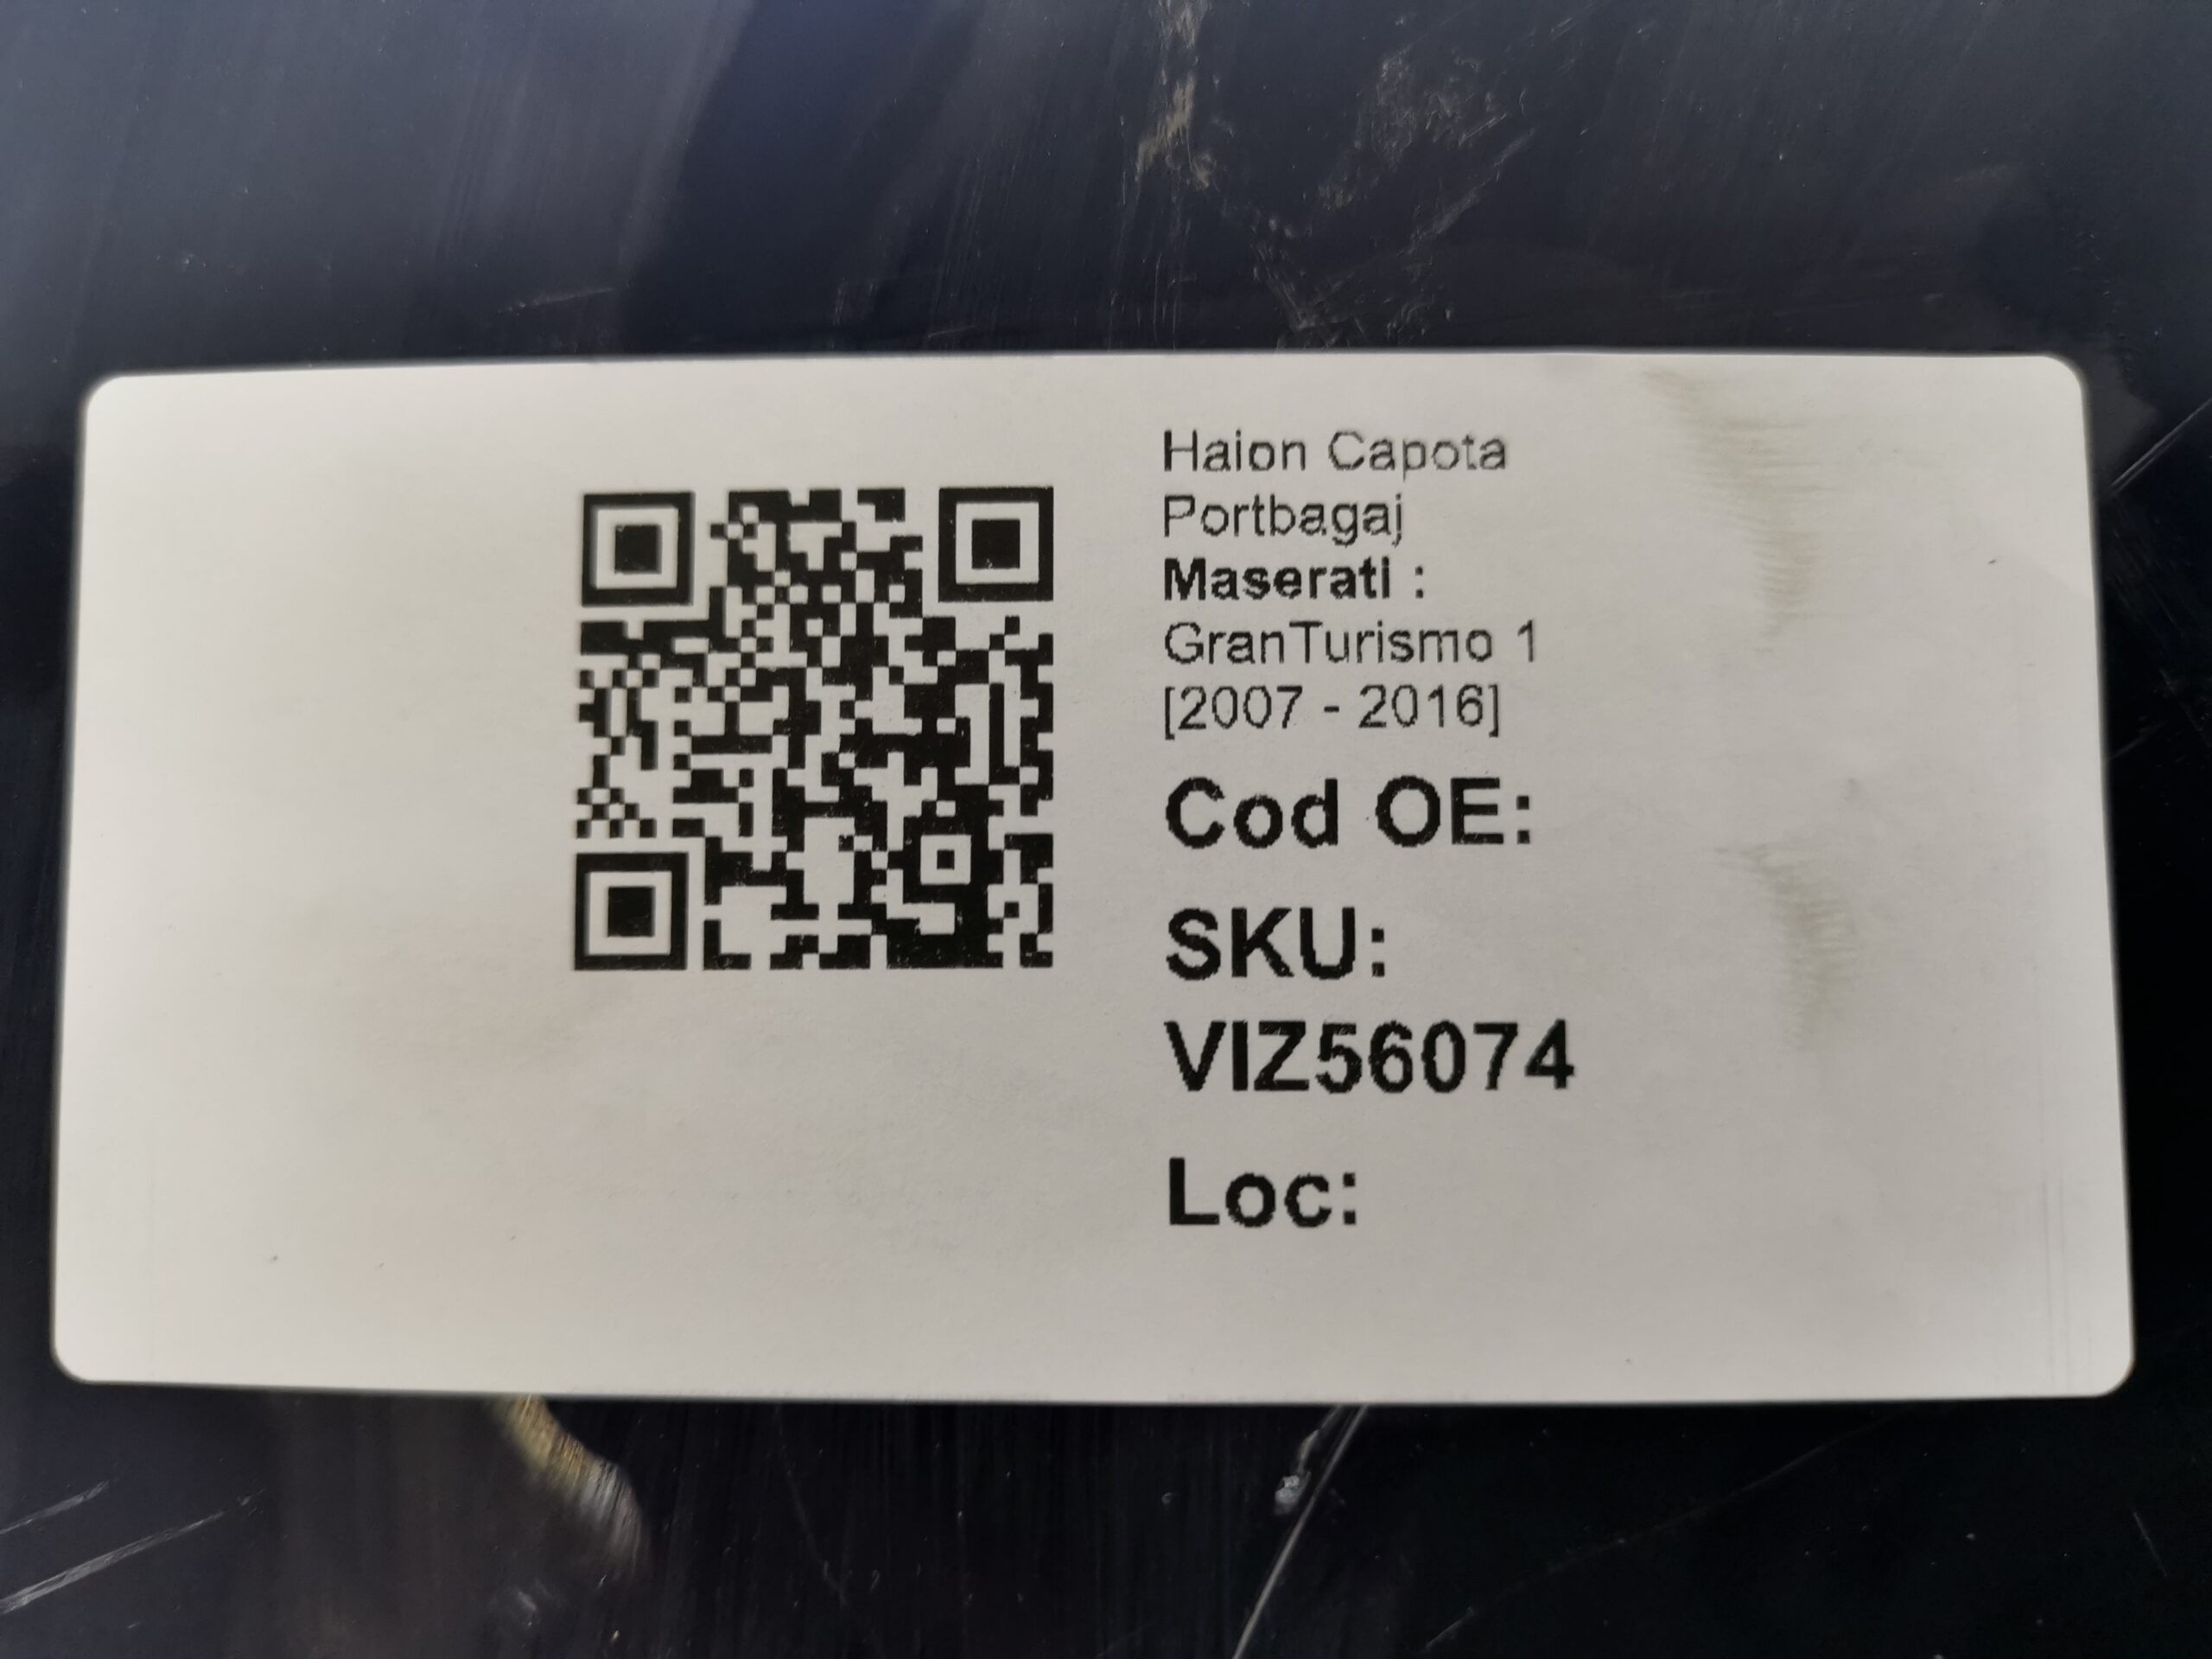 Haion Capota
Portbagaj
Maserati :
GranTurismo 1
[2007 - 2016]
Cod OE:
SKU:
VIZ56074
Loc: